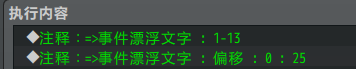 执行内容
◆注释：=>事件漂浮文字 : 1-13
◆注释：=>事件漂浮文字 : 偏移 : 0 : 25